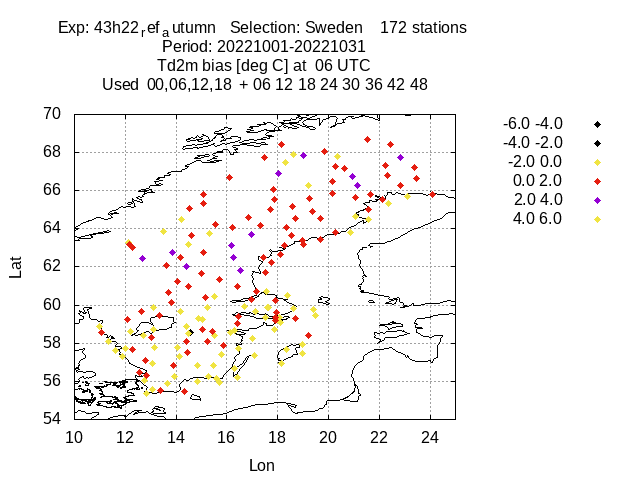 Exp: 43h22ref autumn Selection: Sweden 172 stations
Period: 20221001-20221031
Td2m bias [deg C] at 06 UTC
Used 00,06,12,18 + 06 12 18 24 30 36 42 48
70
68
66
64
62
60
58
56
54
10 12 14 16 18 20 22 24
Lat
Lon
-6.0 -4.0
-4.0 -2.0
-2.0 0.0
0.0 2.0
2.0 4.0
4.0 6.0